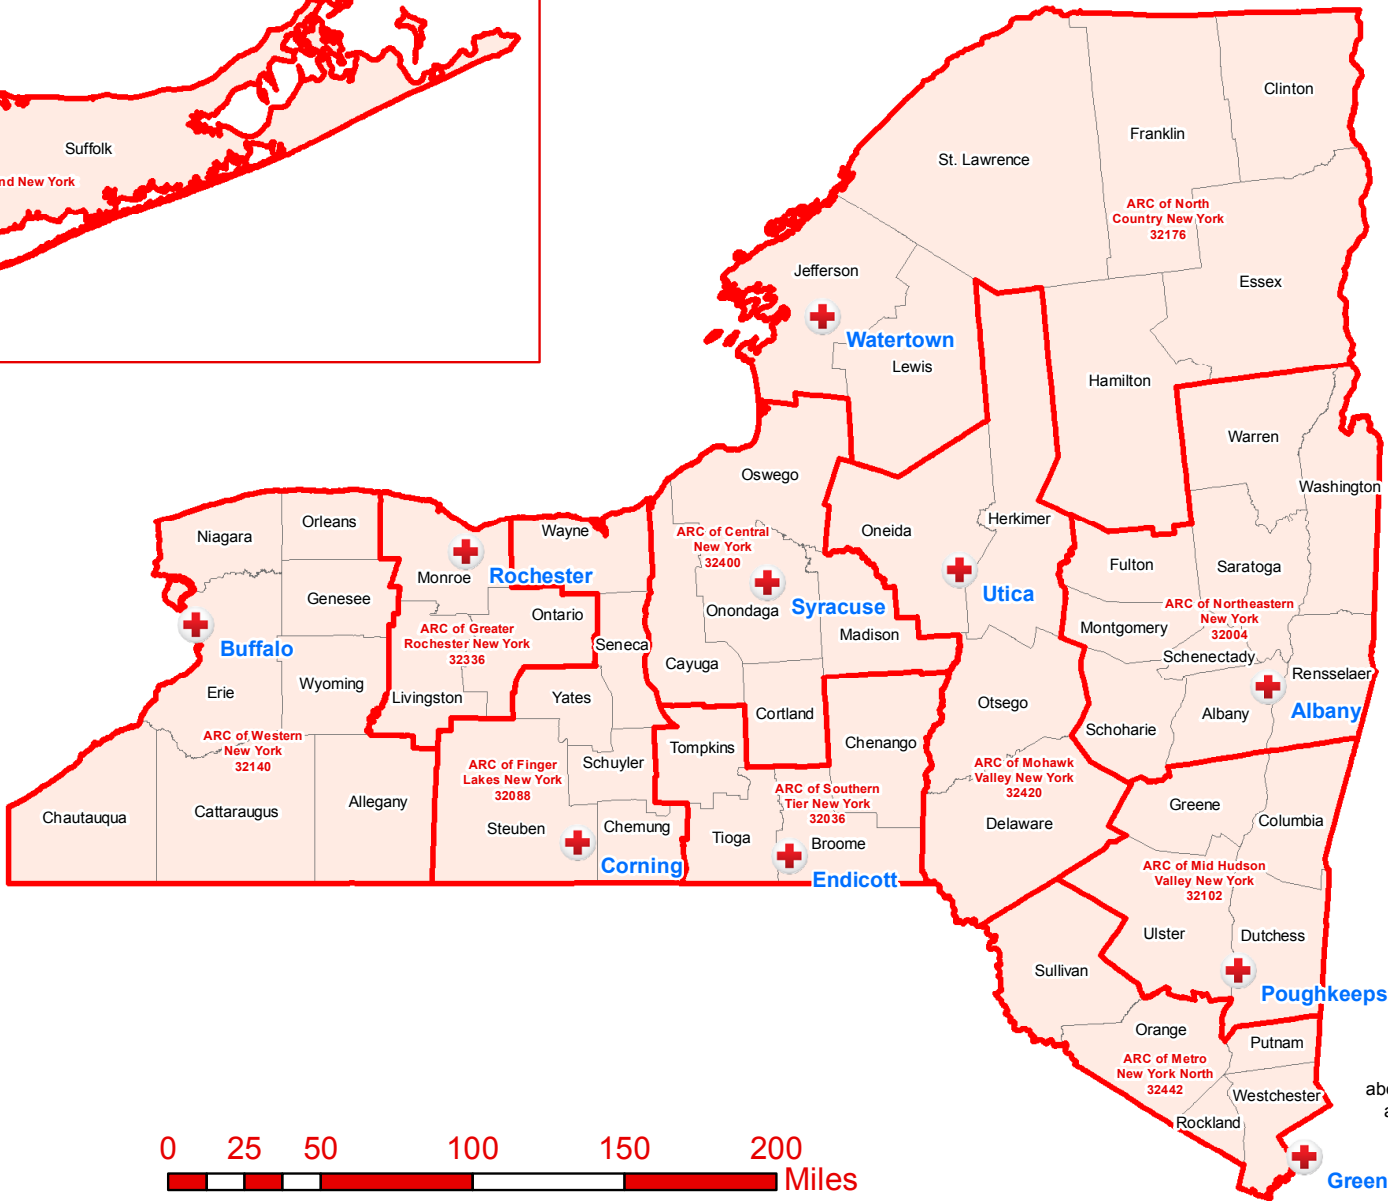 Suffolk
nd New York
Clinton
Franklin
St. Lawrence
ARC of North
Country New York
32176
Jefferson
Essex
Watertown
Lewis
Hamilton
Warren
Oswego
Washington
Orleans
Niagara
Wayne
ARC of Central
New York
32400
Oneida
Herkimer
Monroe
Rochester
Fulton
Saratoga
Genesee
Onondaga
Syracuse
Utica
Ontario
ARC of Greater
Rochester New York
32336
ARC of Northeastern
New York
32004
Montgomery
Madison
Buffalo
Seneca
Schenectady
Cayuga
Rensselaer
Erie
Wyoming
Livingston
Yates
Otsego
Albany
Albany
Cortland
Schoharie
ARC of Western
New York
32140
Tompkins
Chenango
Schuyler
ARC of Finger
Lakes New York
32088
ARC of Mohawk
Valley New York
32420
ARC of Southern
Tier New York
32036
Allegany
Cattaraugus
Chautauqua
Greene
Columbia
Steuben
Chemung
Tioga
Broome
Delaware
Corning
Endicott
ARC of Mid Hudson
Valley New York
32102
Ulster
Dutchess
Sullivan
Poughkeeps
Orange
Putnam
ARC of Metro
New York North
32442
Westchester
abo
a
Rockland
Green
0 25 50 100 150 200
Miles